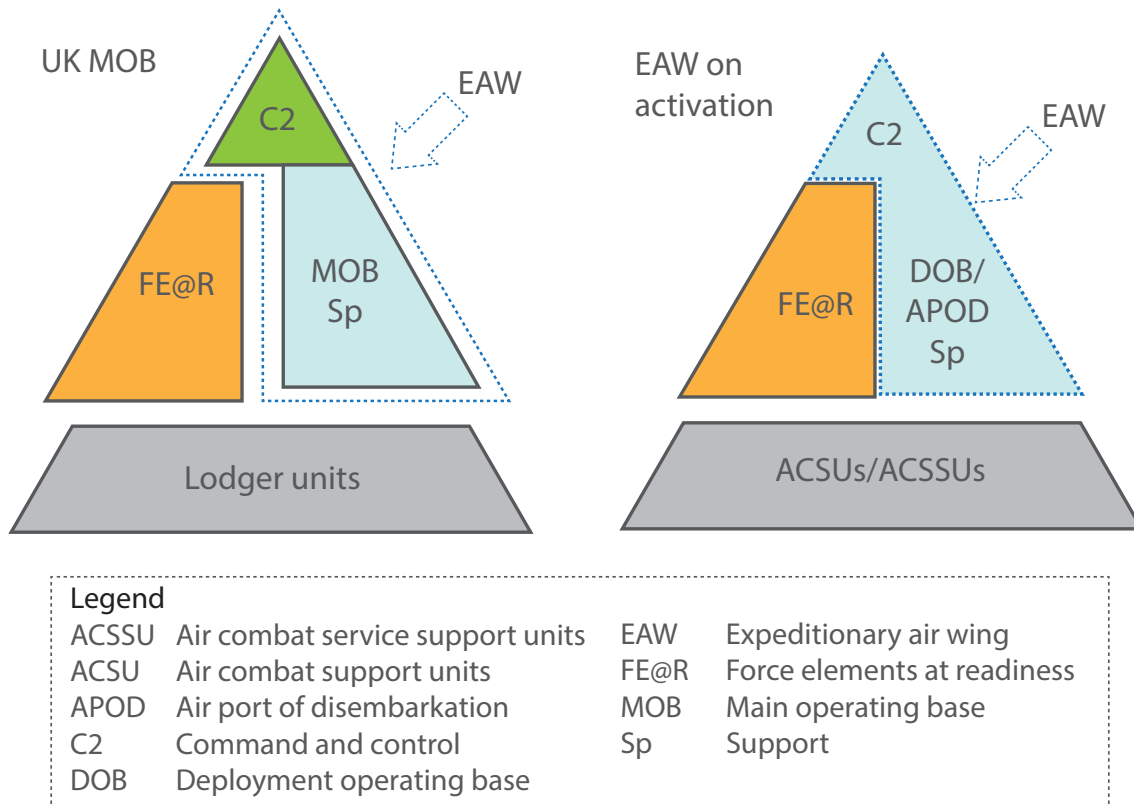 UK MOB
EAW
C2
FE@R
MOB
Sp
Lodger units
EAW on
activation
EAW
C2
FE@R
DOB/
APOD
Sp
ACSUs/ACSSUs
Legend
ACSSU Air combat service support units
ACSU Air combat support units
APOD Air port of disembarkation
C2 Command and control
DOB Deployment operating base
EAW Expeditionary air wing
FE@R Force elements at readiness
MOB Main operating base
Sp Support